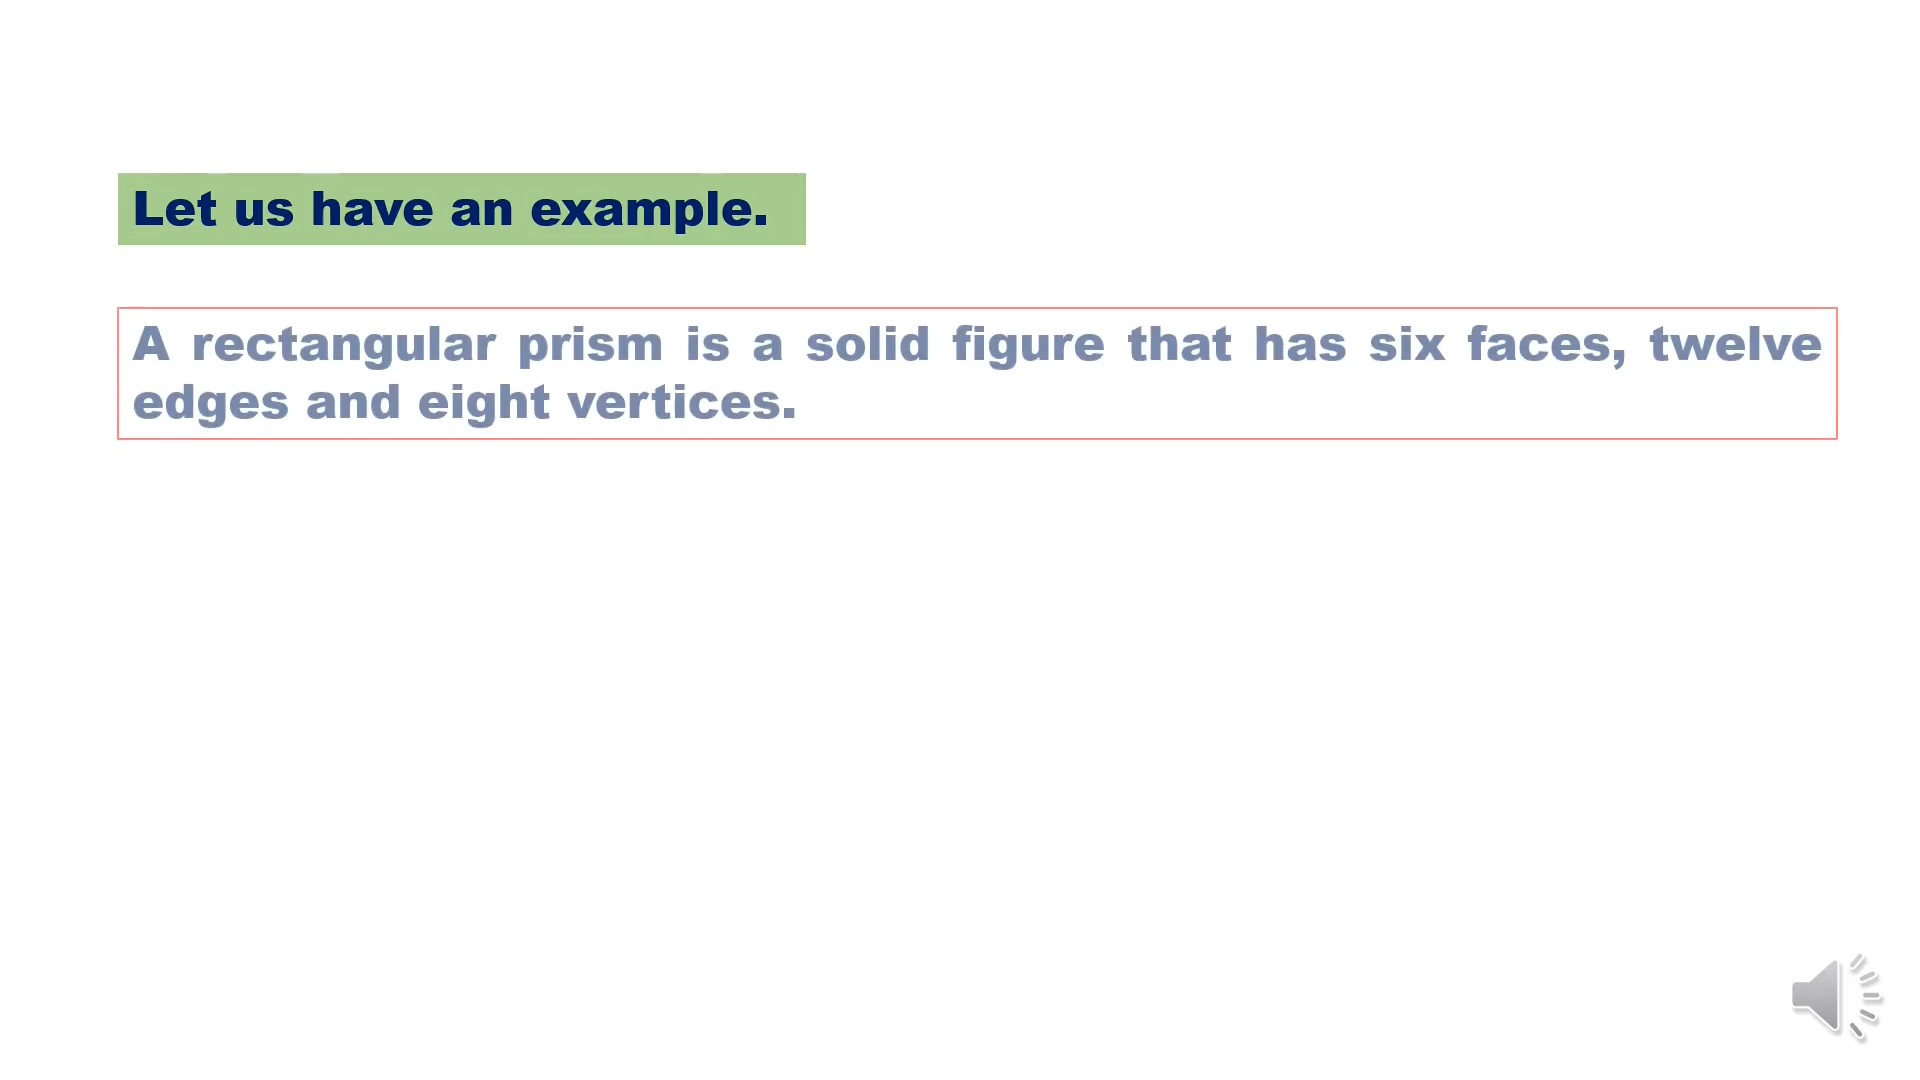 Let us have an example.
A rectangular prism is a solid figure that has six faces, twelve
edges and eight vertices.